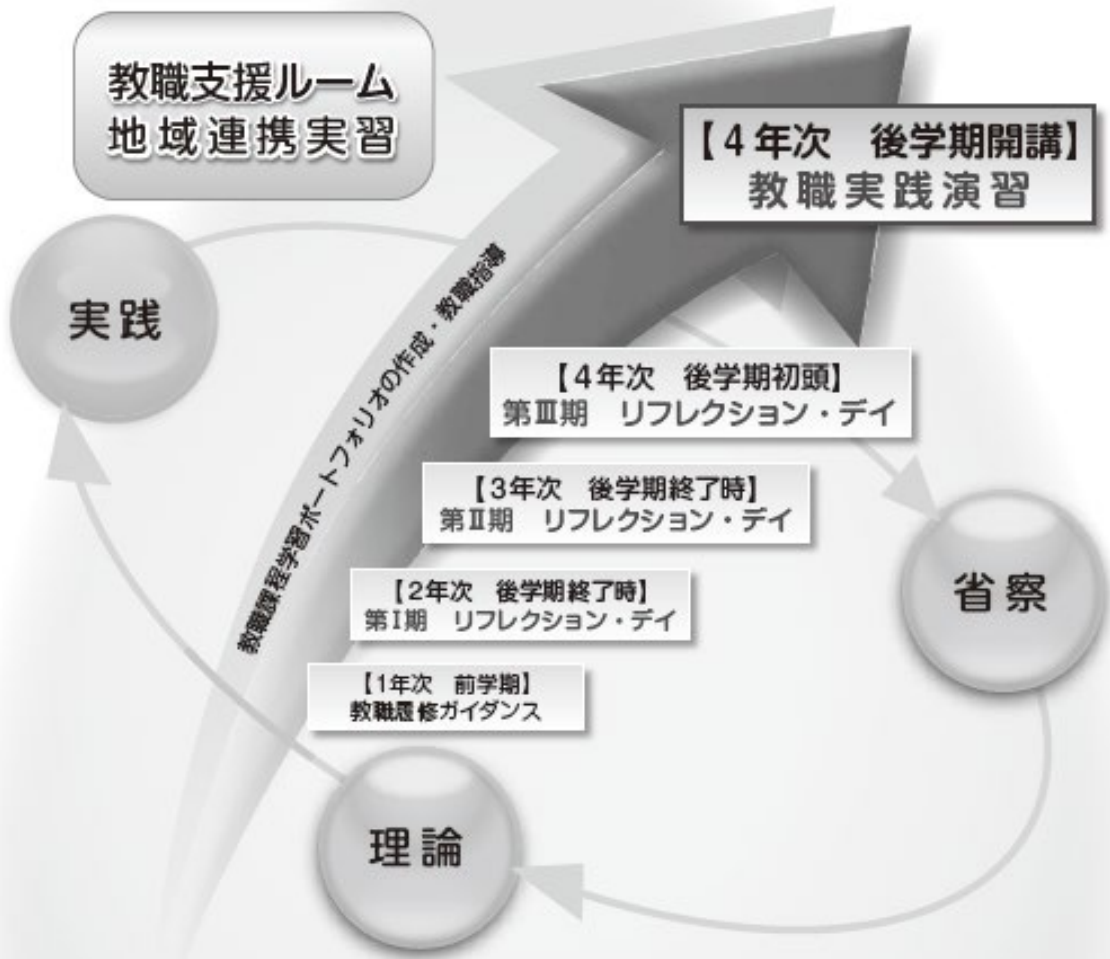 教職支援ルーム
地域連携実習
【4年次 後学期開講】
教職実践演習
実践
教職課程学習ポートフォリオの作成・教職指導
【4年次 後学期初頭】
第Ⅲ期 リフレクション・デイ
【3年次 後学期終了時】
第Ⅱ期 リフレクション・デイ
省察
【2年次 後学期終了時】
第Ⅰ期 リフレクション・デイ
【1年次 前学期】
教職履修ガイダンス
理論